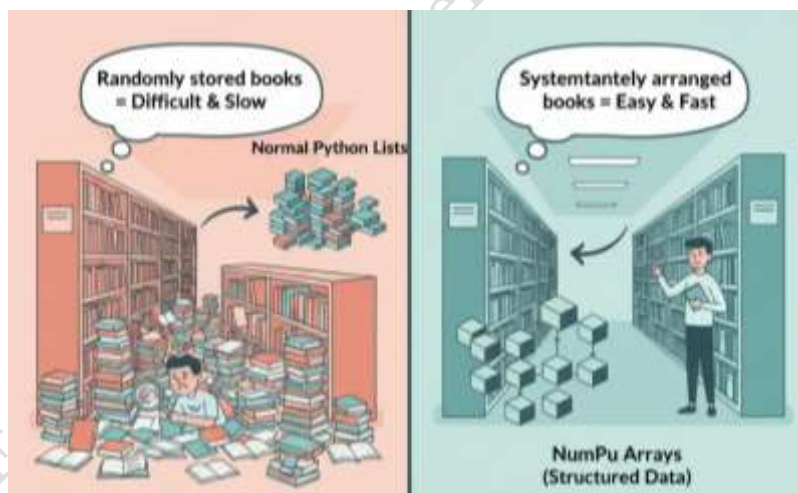 Randomly stored books
= Difficult & Slow
Normal Python Lists
Systemtantely arranged
books = Easy & Fast
NumPu Arrays
(Structured Data)